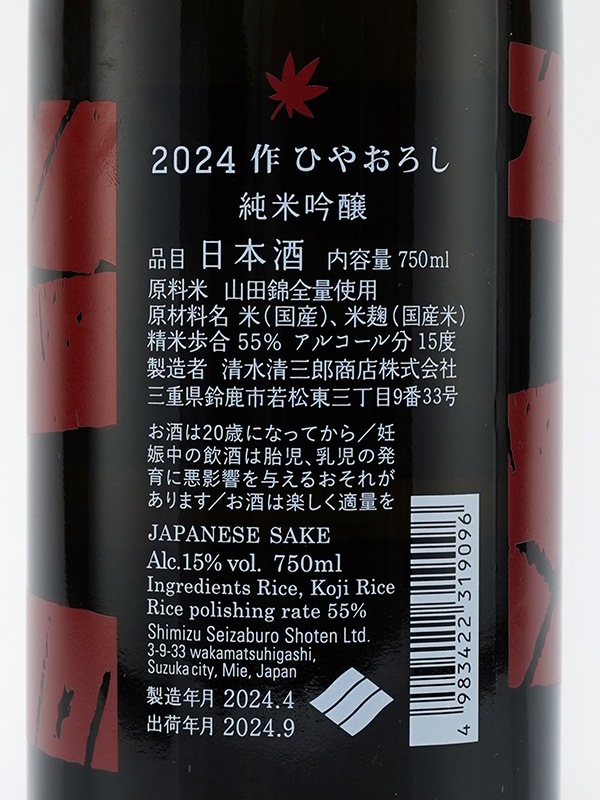 2024 作 ひやおろし
純米吟醸
品目 日本酒 内容量 750ml
原料米 山田錦全量使用
原材料名 米(国産)、米麹(国産米)
精米歩合 55% アルコール分 15度
製造者 清水清三郎商店株式会社
三重県鈴鹿市若松東三丁目9番33号
お酒は20歳になってから/妊
娠中の飲酒は胎児、乳児の発
育に悪影響を与えるおそれが
あります/お酒は楽しく適量を
JAPANESE SAKE
Alc.15% vol. 750ml
Ingredients Rice, Koji Rice
Rice polishing rate 55%
Shimizu Seizaburo Shoten Ltd.
3-9-33 wakamatsuhigashi,
Suzuka city, Mie, Japan
製造年月 2024.4
出荷年月 2024.9
4 983422 319096